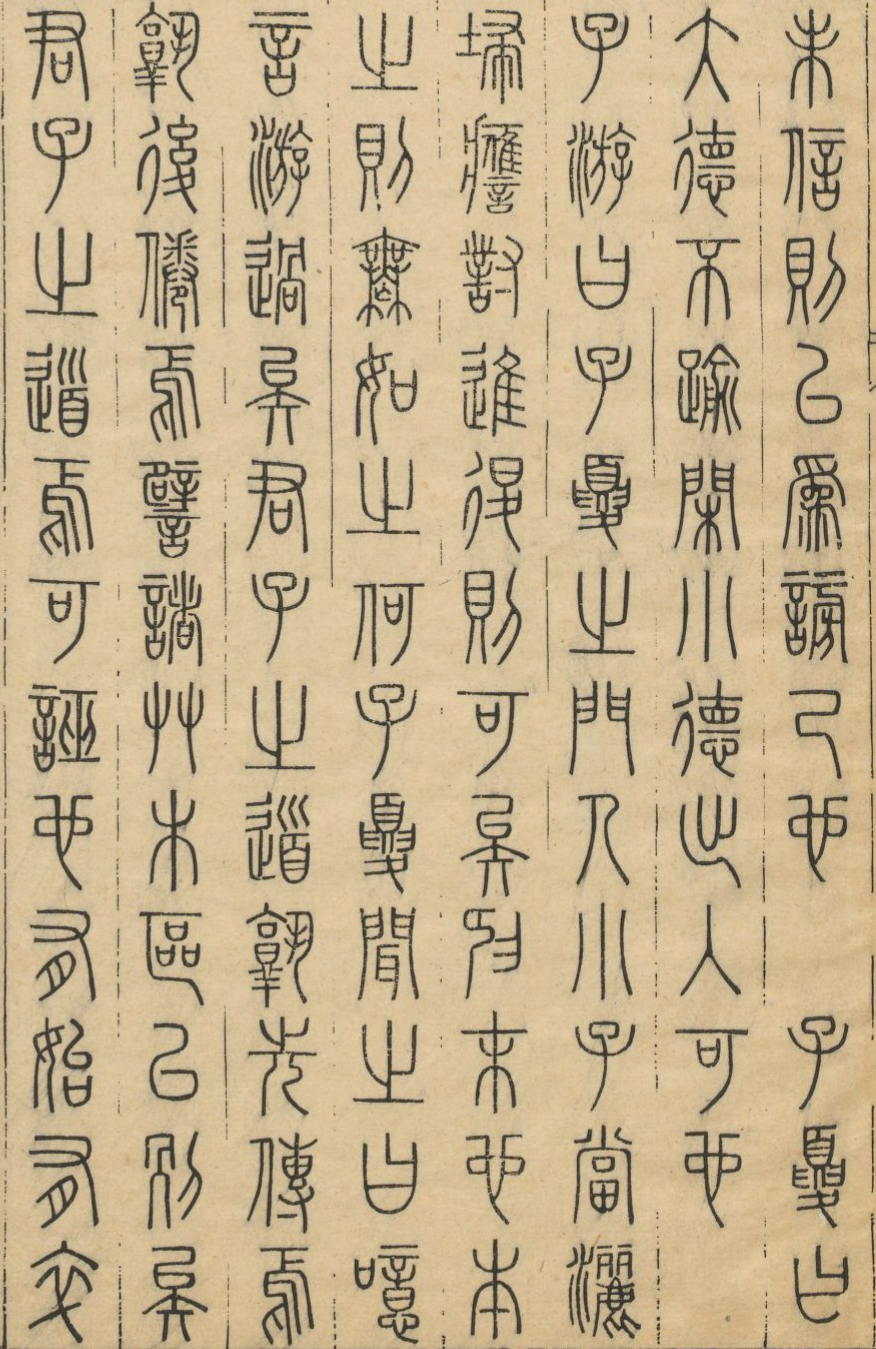 未信則以為謗己也　子夏曰
大德不踰閑小德出入可也
子游曰子夏之門人小子當灑
埽譍對進退則可矣抑末也本
之則無如之何子夏聞之曰噫
言游過矣君子之道孰先傳焉
孰後倦焉譬諸艸木區以別矣
君子之道焉可誣也有始有卒